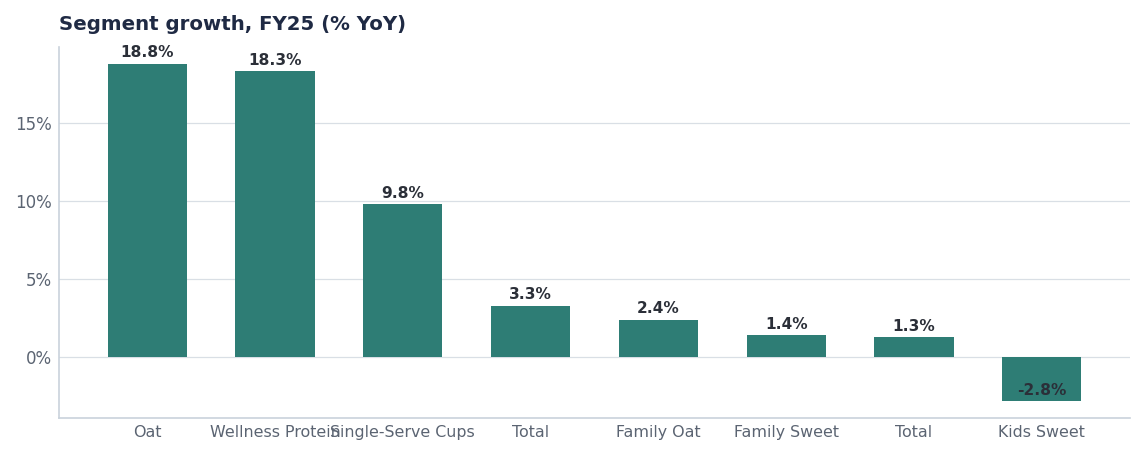 Segment growth, FY25 (% YoY)
18.8%
18.3%
9.8%
3.3%
2.4%
1.4%
1.3%
-2.8%
15%
10%
5%
0%
Oat
Wellness Protein
Single-Serve Cups
Total
Family Oat
Family Sweet
Total
Kids Sweet